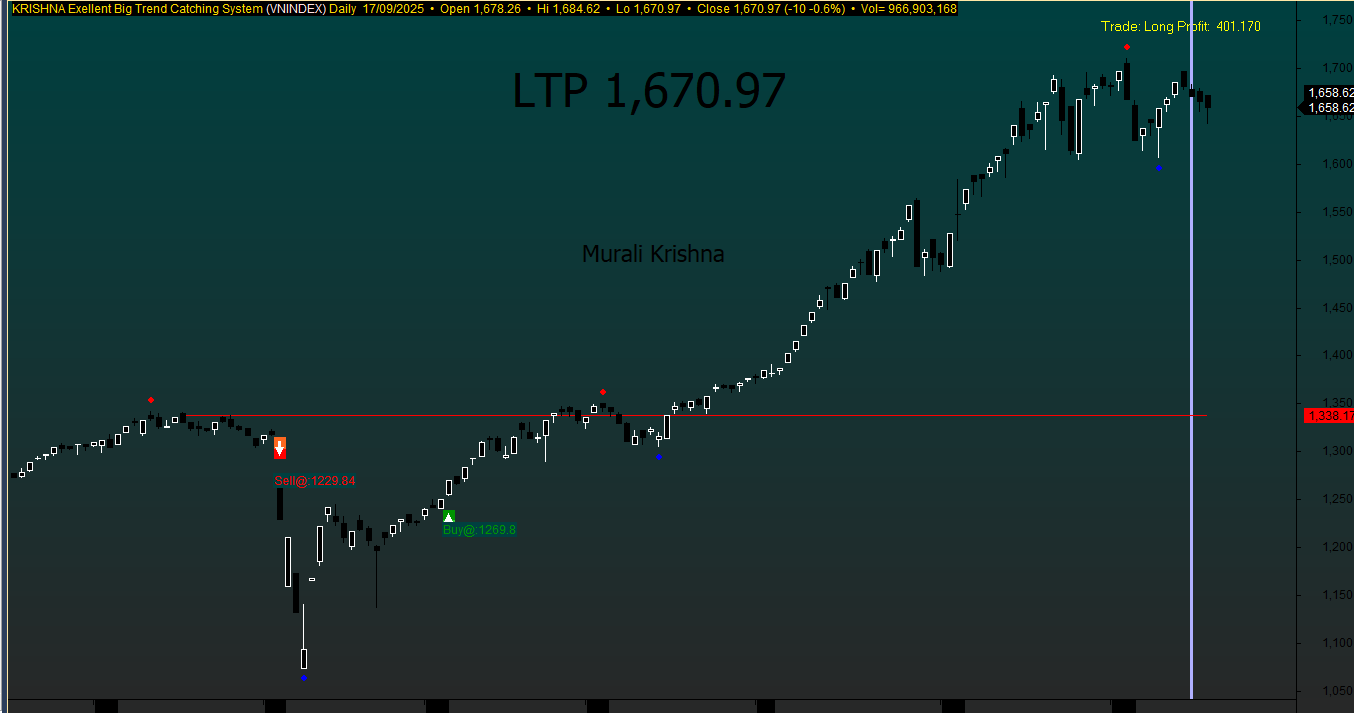 KRISHNA Exellent Big Trend Catching System (VNINDEX) Daily 17/09/2025 • Open 1,678.26 • Hi 1,684.62 • Lo 1,670.97 • Close 1,670.97 (-10 -0.6%) • Vol= 966,903,168
Trade: Long Profit: 401.170
LTP 1,670.97
Murali Krishna
Sell@:1229.84
Buy@:1269.8
1,750
1,700
1,658.62
1,658.62
1,600
1,550
1,500
1,450
1,400
1,350
1,338.17
1,300
1,250
1,200
1,150
1,100
1,050